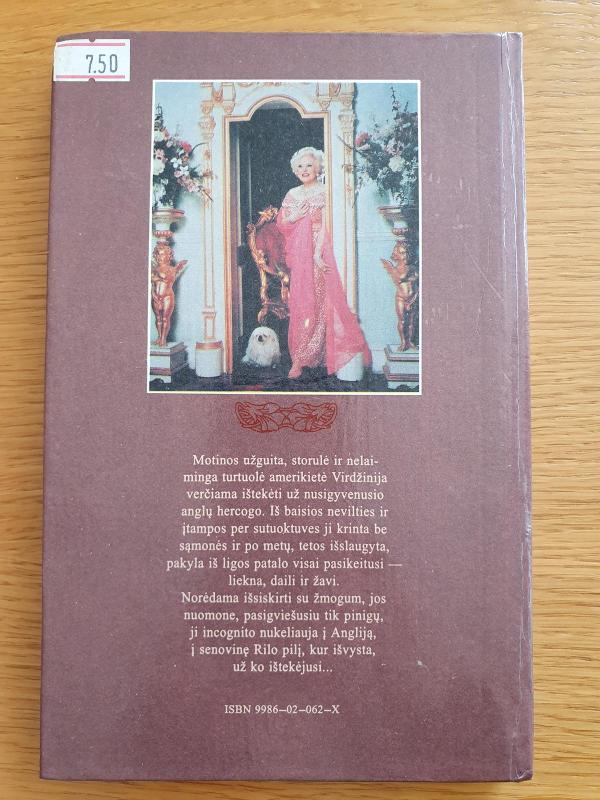 7.50
Motinos užguita, storulė ir nelai-
minga turtuolė amerikietė Virdžinija
verčiama ištekėti už nusigyvenusio
anglų hercogo. Iš baisios nevilties ir
įtampos per sutuoktuves ji krinta be
sąmonės ir po metų, tetos išslaugyta,
pakyla iš ligos patalo visai pasikeitusi —
liekna, daili ir žavi.
Norėdama išsiskirti su žmogum, jos
nuomone, pasigviešusiu tik pinigų,
ji incognito nukeliauja į Angliją,
į senovinę Rilo pilį, kur išvysta,
už ko ištekėjusi...
ISBN 9986—02—062—X